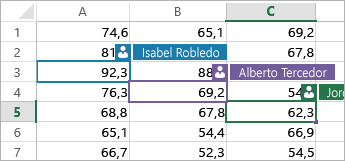 A B C
1 74,6 65,1 69,2
2 81 Isabel Robledo 67,8
3 92,3 88 Alberto Tercedor
4 76,3 69,2 54
5 68,8 67,8 62,3
6 65,1 54,4 66,9
7 66,7 52,3 54,5